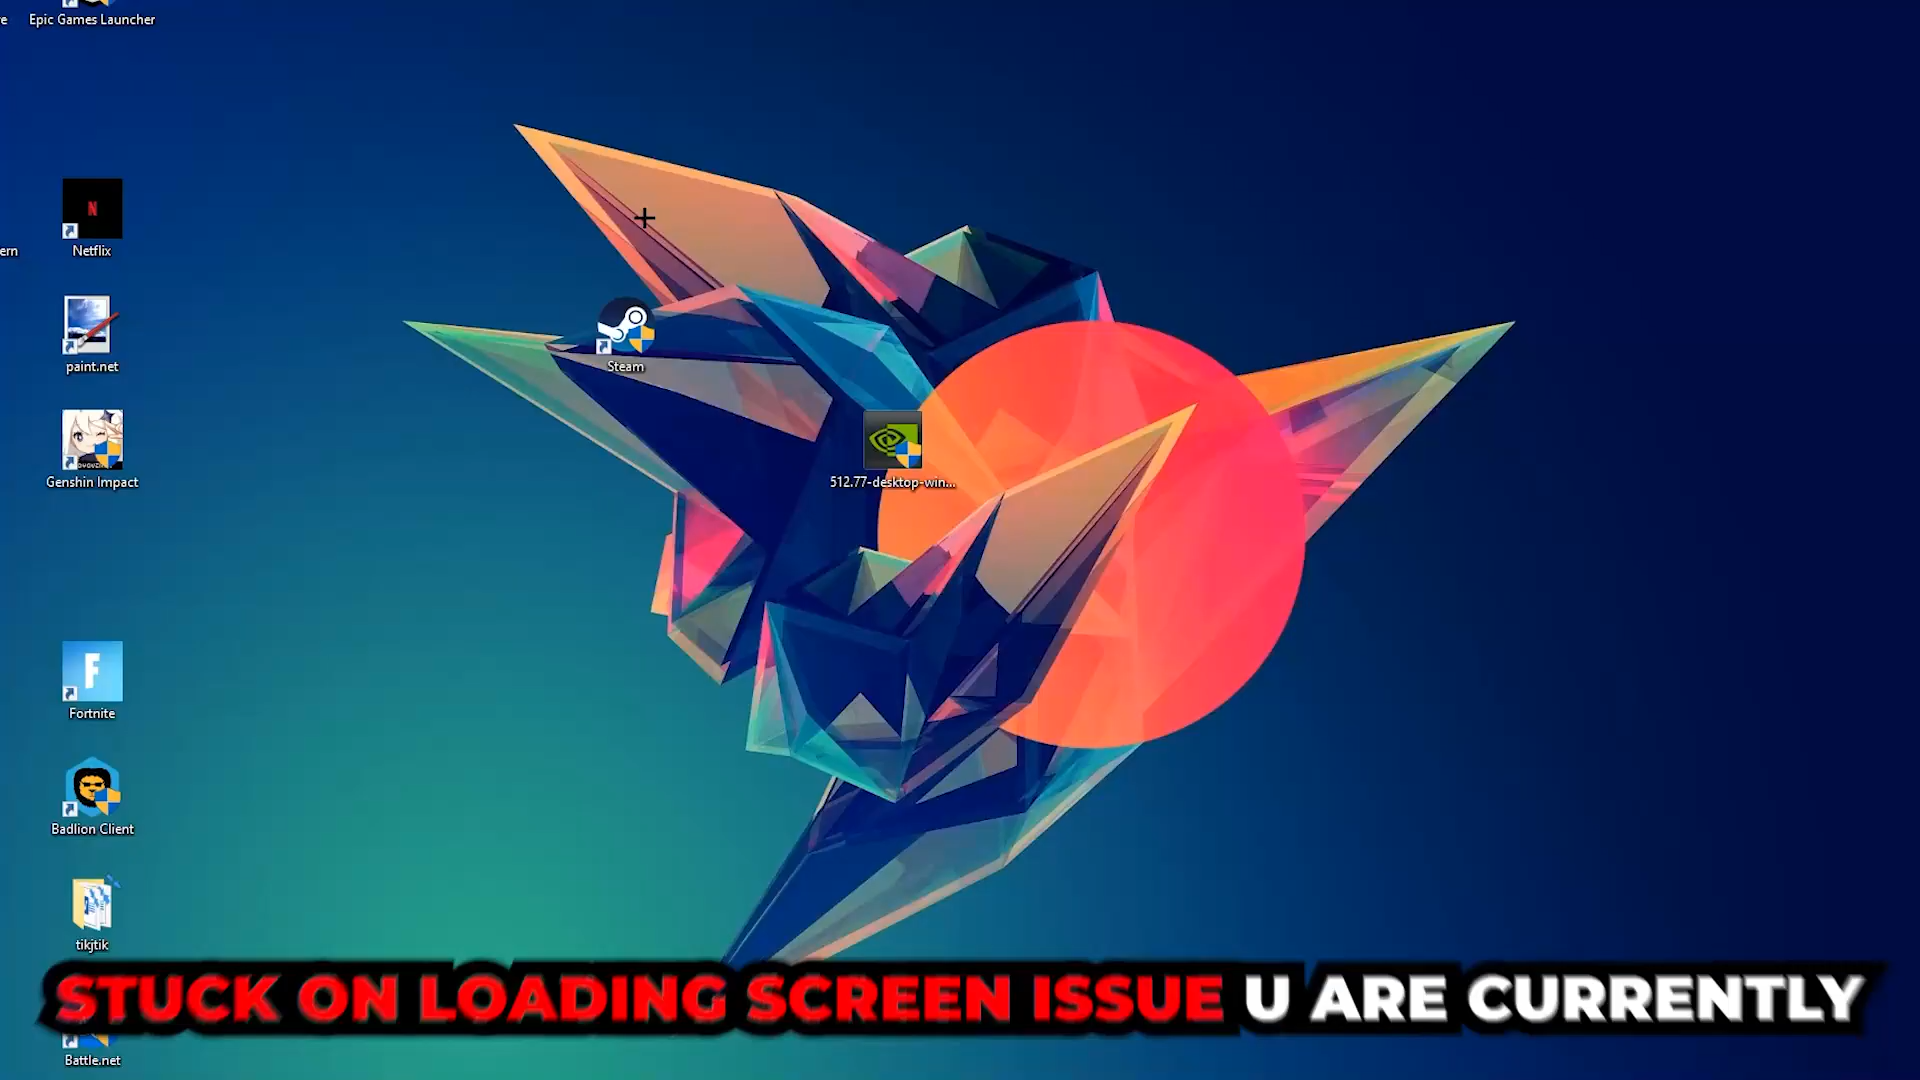 Epic Games Launcher
Netflix
ern
paint.net
Steam
Genshin Impact
512.77-desktop-win...
F
Fortnite
Badlion Client
tikjtik
STUCK ON LOADING SCREEN ISSUE U ARE CURRENTLY
Battle.net